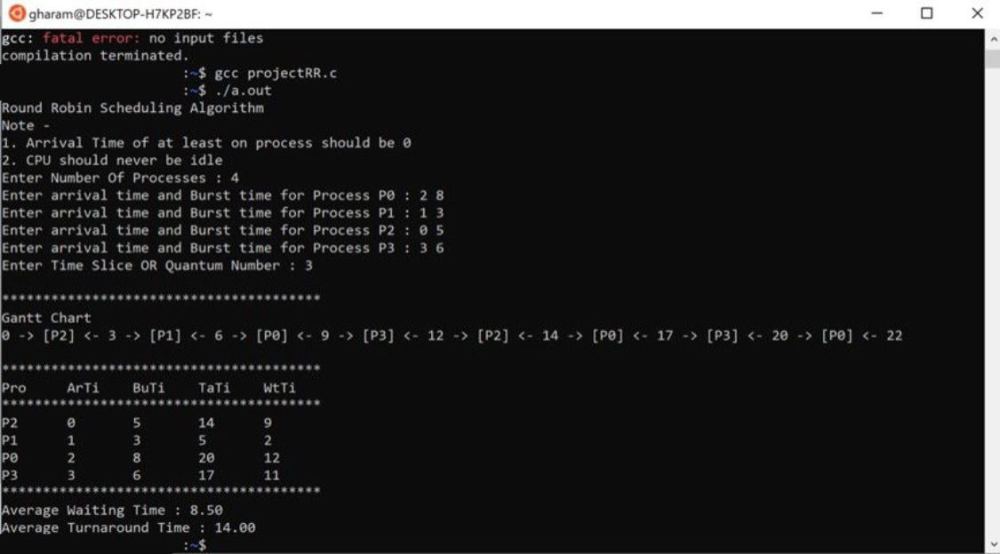 gharam@DESKTOP-H7KP2BF: ~
gcc: fatal error: no input files
compilation terminated.
:~$ gcc projectRR.c
:~$ ./a.out
Round Robin Scheduling Algorithm
Note -
1. Arrival Time of at least on process should be 0
2. CPU should never be idle
Enter Number Of Processes : 4
Enter arrival time and Burst time for Process P0 : 2 8
Enter arrival time and Burst time for Process P1 : 1 3
Enter arrival time and Burst time for Process P2 : 0 5
Enter arrival time and Burst time for Process P3 : 3 6
Enter Time Slice OR Quantum Number : 3
***************************************
Gantt Chart
0 -> [P2] <- 3 -> [P1] <- 6 -> [P0] <- 9 -> [P3] <- 12 -> [P2] <- 14 -> [P0] <- 17 -> [P3] <- 20 -> [P0] <- 22
***************************************
Pro ArTi BuTi TaTi WtTi
***************************************
P2 0 5 14 9
P1 1 3 5 2
P0 2 8 20 12
P3 3 6 17 11
***************************************
Average Waiting Time : 8.50
Average Turnaround Time : 14.00
:~$